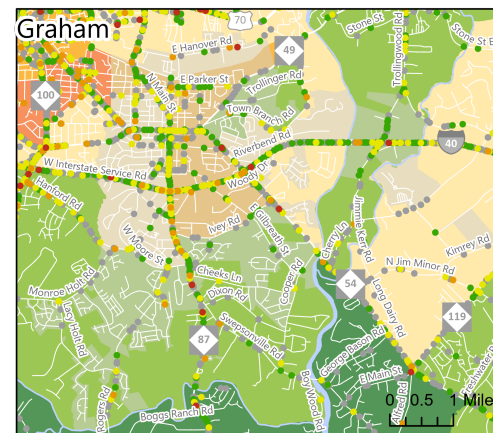 Graham
70
Stone St
Trollingwood Rd
Stone St E
E Hanover Rd
49
N Main St
E Parker St
Trollinger Rd
100
Town Branch Rd
Riverbend Rd
40
W Interstate Service Rd
Woody Dr
Hanford Rd
Jimmie Kerr Rd
Ivey Rd
E Gilbreath St
Cherry Ln
W Moore St
Kimrey Rd
N Jim Minor Rd
Cheeks Ln
Cooper Rd
Monroe Holt Rd
Dixon Rd
54
Long Dairy Rd
Lacy Holt Rd
Swepsonville Rd
119
87
George Bason Rd
E Main St
Freshwater Rd
Rogers Rd
Boy Wood Rd
Alfred Rd
Boggs Ranch Rd
0 0.5 1 Mile